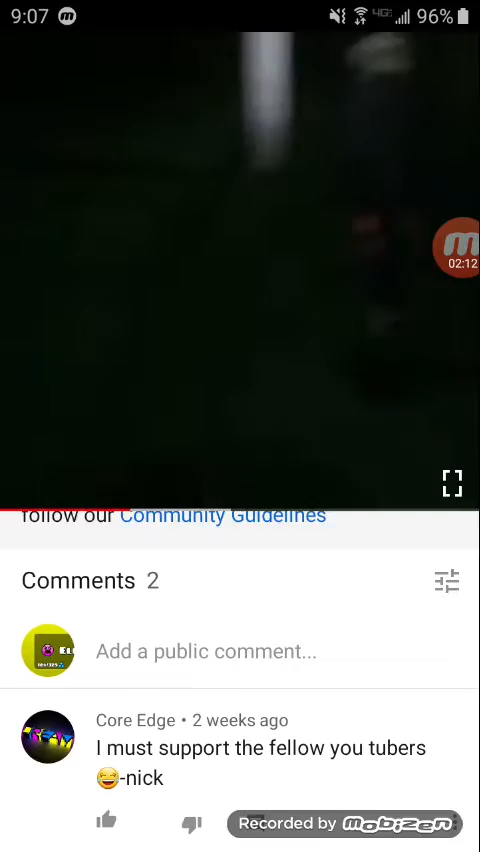 9:07 m 4G 96%
m
02:12
follow our Community Guidelines
Comments 2
Add a public comment...
Core Edge • 2 weeks ago
I must support the fellow you tubers
😂-nick
Recorded by mobizen